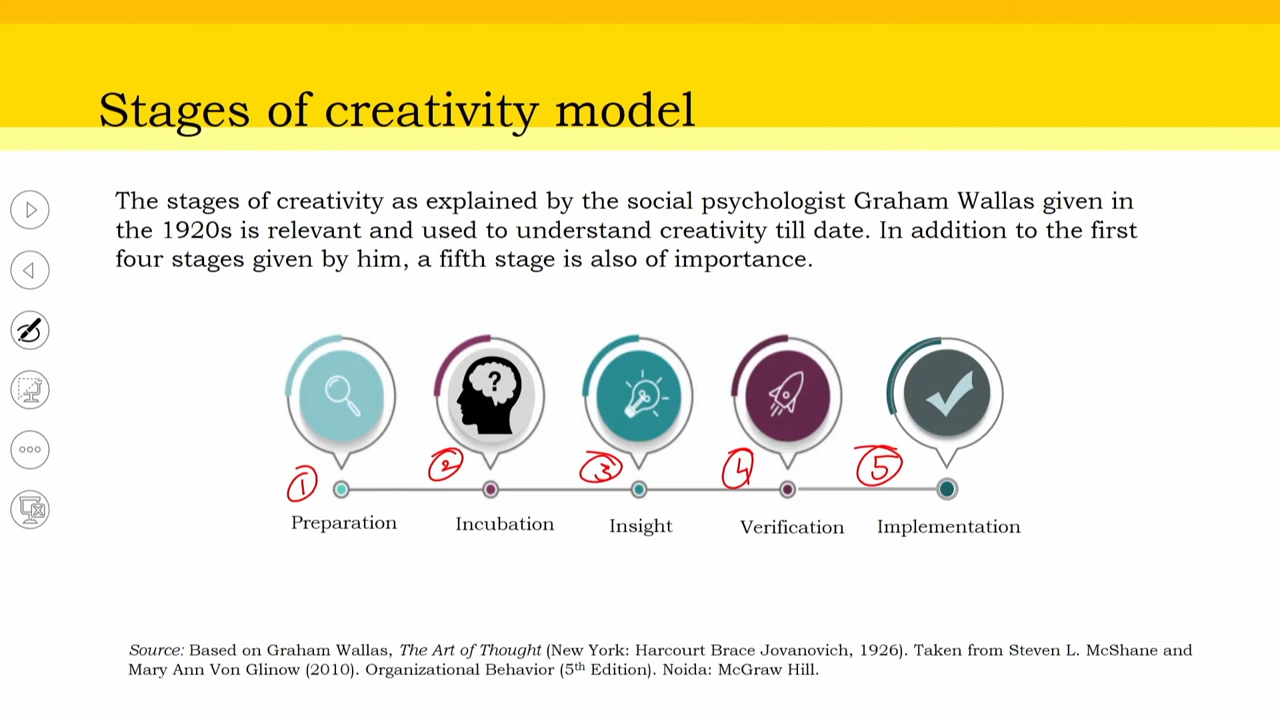 Stages of creativity model
The stages of creativity as explained by the social psychologist Graham Wallas given in
the 1920s is relevant and used to understand creativity till date. In addition to the first
four stages given by him, a fifth stage is also of importance.
?
1 2 3 4 5
Preparation Incubation Insight Verification Implementation
Source: Based on Graham Wallas, The Art of Thought (New York: Harcourt Brace Jovanovich, 1926). Taken from Steven L. McShane and
Mary Ann Von Glinow (2010). Organizational Behavior (5th Edition). Noida: McGraw Hill.